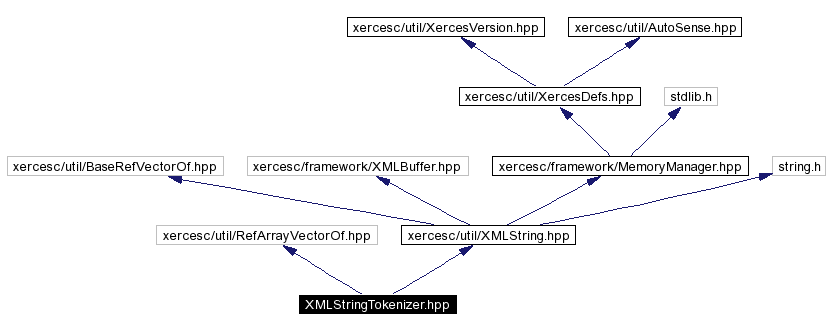 xercesc/util/XercesVersion.hpp
xercesc/util/AutoSense.hpp
xercesc/util/XercesDefs.hpp
stdlib.h
xercesc/util/BaseRefVectorOf.hpp
xercesc/framework/XMLBuffer.hpp
xercesc/framework/MemoryManager.hpp
string.h
xercesc/util/RefArrayVectorOf.hpp
xercesc/util/XMLString.hpp
XMLStringTokenizer.hpp